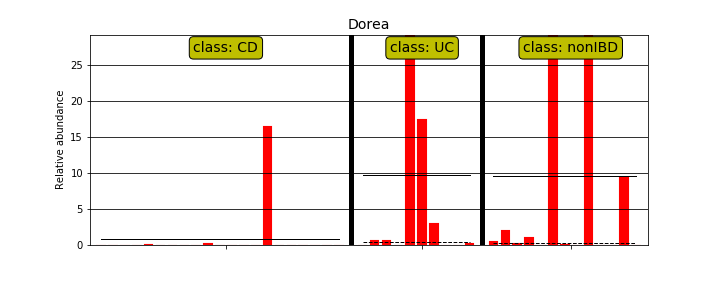 Dorea
class: CD
class: UC
class: nonIBD
Relative abundance
25
20
15
10
5
0